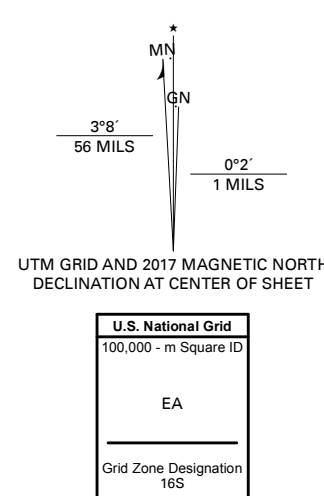 ★
MN
GN
3°8´
56 MILS
0°2´
1 MILS
UTM GRID AND 2017 MAGNETIC NORTH
DECLINATION AT CENTER OF SHEET
U.S. National Grid
100,000 - m Square ID
EA
Grid Zone Designation
16S